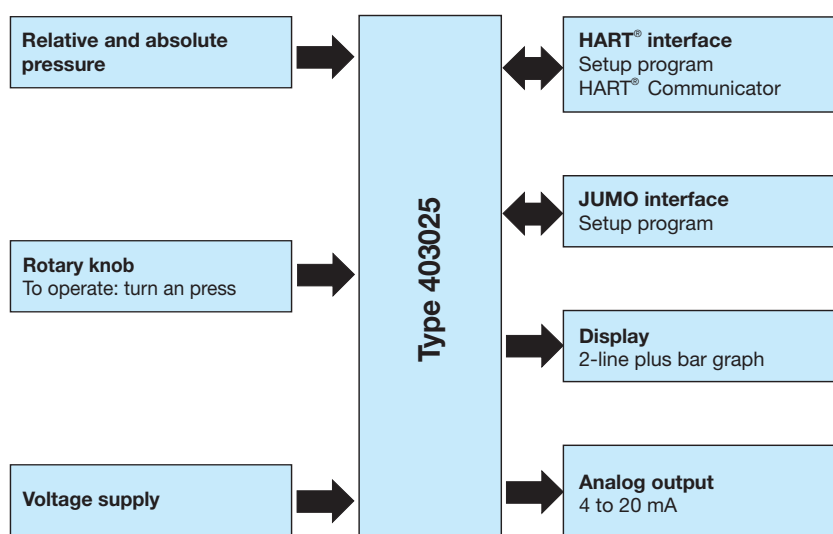 Relative and absolute
pressure
Rotary knob
To operate: turn an press
Voltage supply
Type 403025
HART® interface
Setup program
HART® Communicator
JUMO interface
Setup program
Display
2-line plus bar graph
Analog output
4 to 20 mA